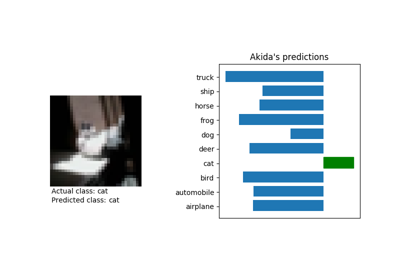 Akida's predictions
truck
ship
horse
frog
dog
deer
cat
bird
automobile
airplane
Actual class: cat
Predicted class: cat